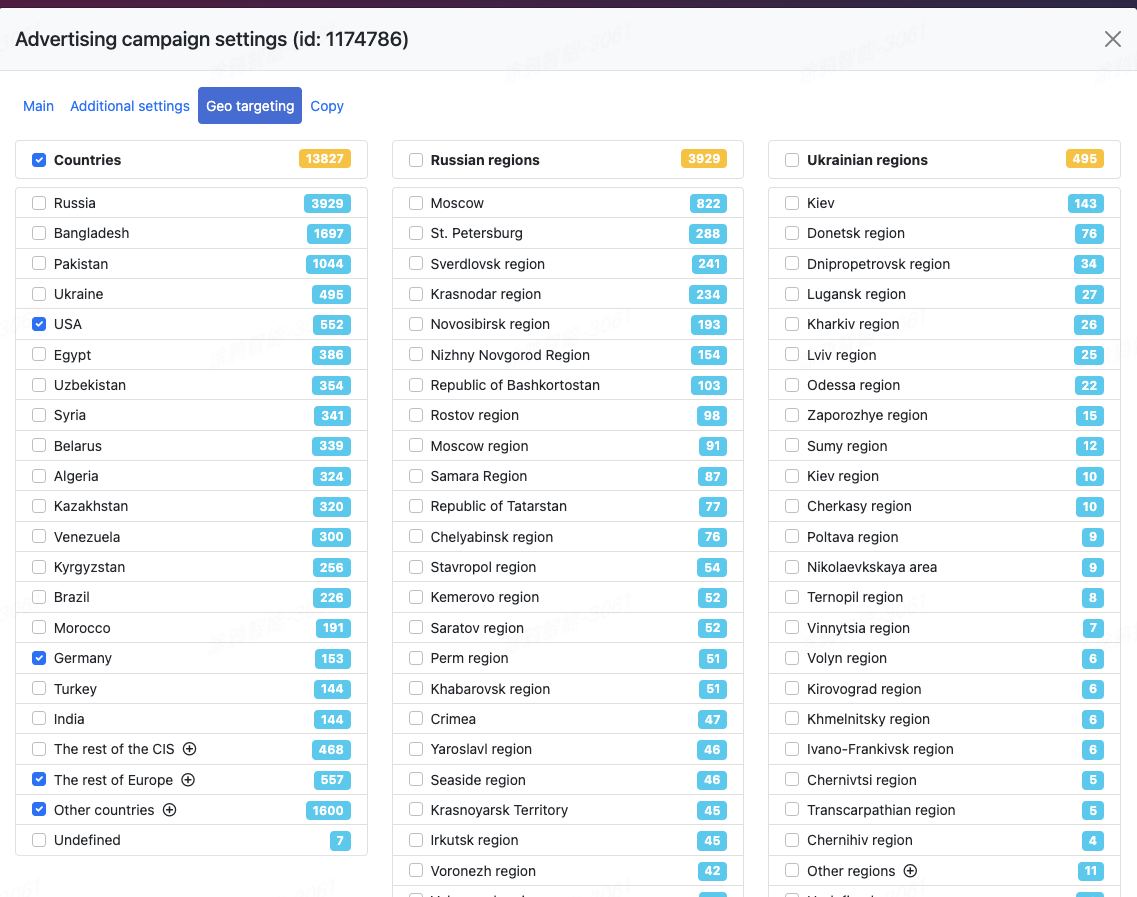 Advertising campaign settings (id: 1174786)
Main Additional settings Geo targeting Copy
Countries 13827
Russia 3929
Bangladesh 1697
Pakistan 1044
Ukraine 495
USA 552
Egypt 386
Uzbekistan 354
Syria 341
Belarus 339
Algeria 324
Kazakhstan 320
Venezuela 300
Kyrgyzstan 256
Brazil 226
Morocco 191
Germany 153
Turkey 144
India 144
The rest of the CIS 468
The rest of Europe 557
Other countries 1600
Undefined 7
Russian regions 3929
Moscow 822
St. Petersburg 288
Sverdlovsk region 241
Krasnodar region 234
Novosibirsk region 193
Nizhny Novgorod Region 154
Republic of Bashkortostan 103
Rostov region 98
Moscow region 91
Samara Region 87
Republic of Tatarstan 77
Chelyabinsk region 76
Stavropol region 54
Kemerovo region 52
Saratov region 52
Perm region 51
Khabarovsk region 51
Crimea 47
Yaroslavl region 46
Seaside region 46
Krasnoyarsk Territory 45
Irkutsk region 45
Voronezh region 42
Ukrainian regions 495
Kiev 143
Donetsk region 76
Dnipropetrovsk region 34
Lugansk region 27
Kharkiv region 26
Lviv region 25
Odessa region 22
Zaporozhye region 15
Sumy region 12
Kiev region 10
Cherkasy region 10
Poltava region 9
Nikolaevkskaya area 9
Ternopil region 8
Vinnytsia region 7
Volyn region 6
Kirovograd region 6
Khmelnitsky region 6
Ivano-Frankivsk region 6
Chernivtsi region 5
Transcarpathian region 5
Chernihiv region 4
Other regions 11